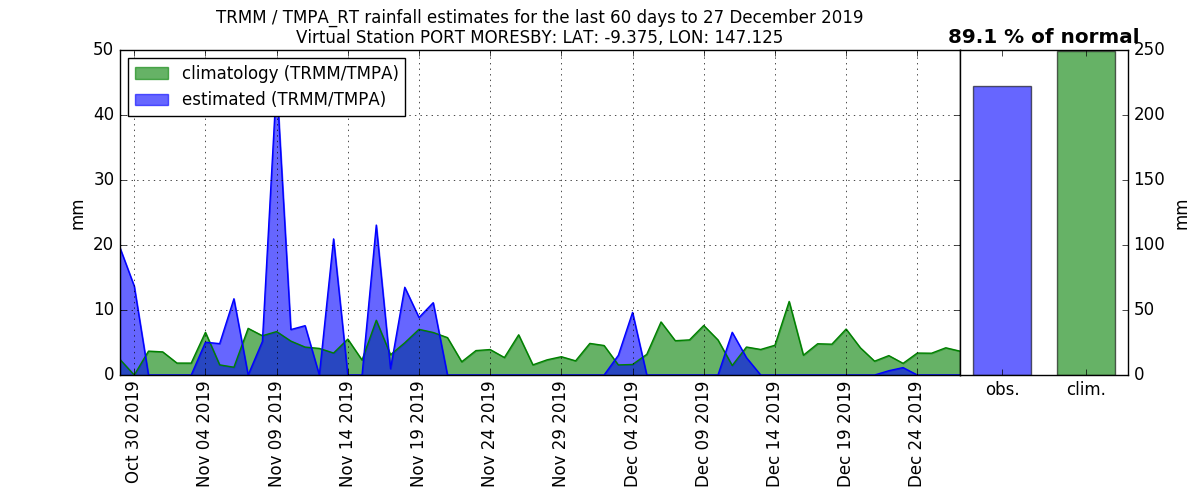 TRMM / TMPA_RT rainfall estimates for the last 60 days to 27 December 2019
Virtual Station PORT MORESBY: LAT: -9.375, LON: 147.125
89.1 % of normal
climatology (TRMM/TMPA)
estimated (TRMM/TMPA)
50
40
30
20
10
0
mm
Oct 30 2019
Nov 04 2019
Nov 09 2019
Nov 14 2019
Nov 19 2019
Nov 24 2019
Nov 29 2019
Dec 04 2019
Dec 09 2019
Dec 14 2019
Dec 19 2019
Dec 24 2019
obs.
clim.
250
200
150
100
50
0
mm